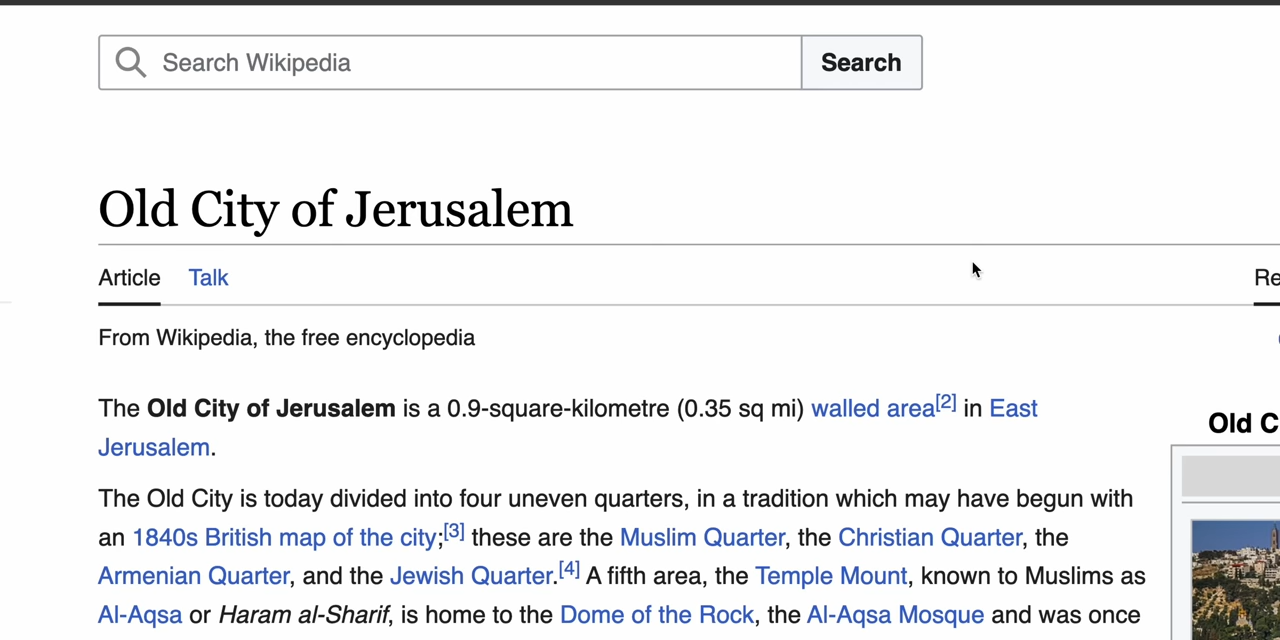 Search Wikipedia Search
Old City of Jerusalem
Article Talk
From Wikipedia, the free encyclopedia
The Old City of Jerusalem is a 0.9-square-kilometre (0.35 sq mi) walled area[2] in East
Jerusalem.
Old C
The Old City is today divided into four uneven quarters, in a tradition which may have begun with
an 1840s British map of the city;[3] these are the Muslim Quarter, the Christian Quarter, the
Armenian Quarter, and the Jewish Quarter.[4] A fifth area, the Temple Mount, known to Muslims as
Al-Aqsa or Haram al-Sharif, is home to the Dome of the Rock, the Al-Aqsa Mosque and was once